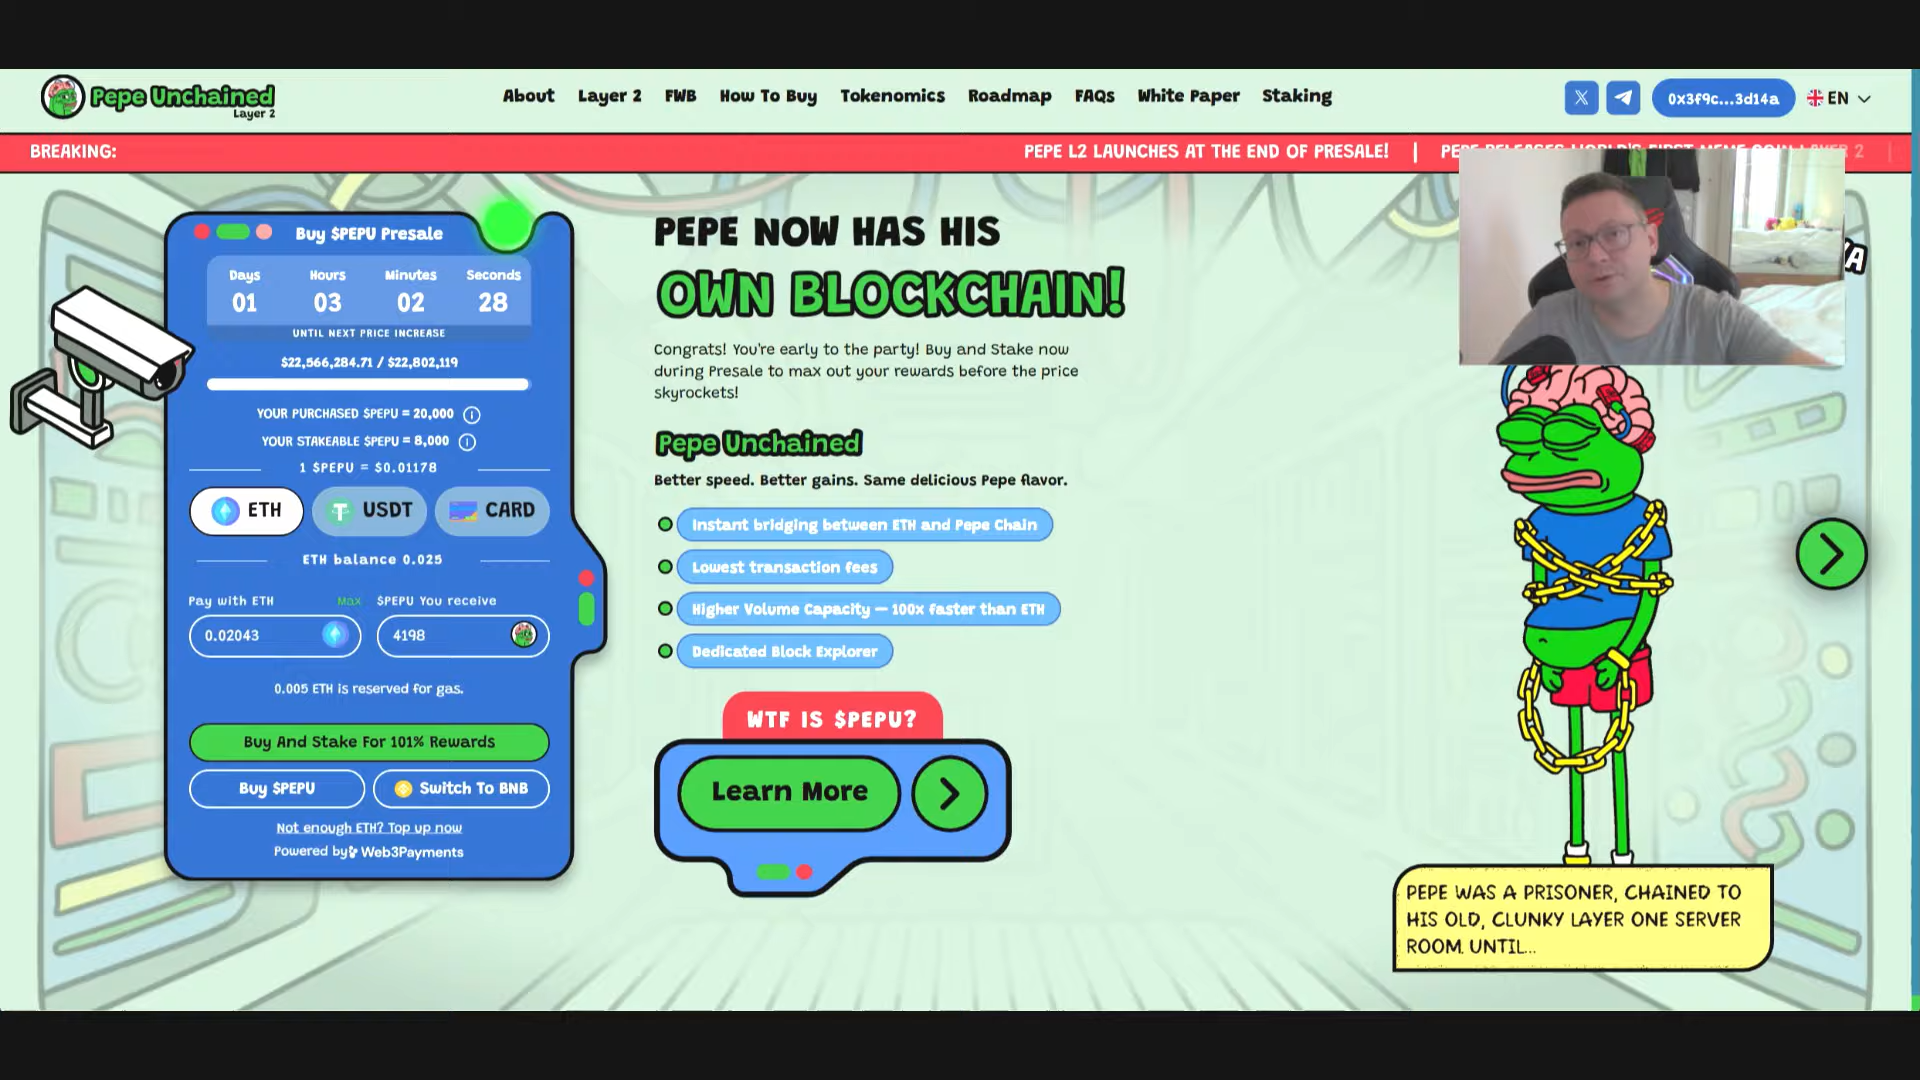 Pepe Unchained
Layer 2
About
Layer 2
FWB
How To Buy
Tokenomics
Roadmap
FAQs
White Paper
Staking
0x3f9c...3d14a
EN
BREAKING:
PEPE L2 LAUNCHES AT THE END OF PRESALE! |
PEPE RELEASES WORLD'S FIRST MEME COIN LAYER 2 |
Buy $PEPU Presale
Days Hours Minutes Seconds
01 03 02 28
UNTIL NEXT PRICE INCREASE
$22,566,284.71 / $22,802,119
YOUR PURCHASED $PEPU = 20,000
YOUR STAKEABLE $PEPU = 8,000
1 $PEPU = $0.01178
ETH USDT CARD
ETH balance 0.025
Pay with ETH Max $PEPU You receive
0.02043 4198
0.005 ETH is reserved for gas.
Buy And Stake For 101% Rewards
Buy $PEPU Switch To BNB
Not enough ETH? Top up now
Powered by Web3Payments
PEPE NOW HAS HIS
OWN BLOCKCHAIN!
Congrats! You're early to the party! Buy and Stake now
during Presale to max out your rewards before the price
skyrockets!
Pepe Unchained
Better speed. Better gains. Same delicious Pepe flavor.
Instant bridging between ETH and Pepe Chain
Lowest transaction fees
Higher Volume Capacity — 100x faster than ETH
Dedicated Block Explorer
WTF IS $PEPU?
Learn More
PEPE WAS A PRISONER, CHAINED TO
HIS OLD, CLUNKY LAYER ONE SERVER
ROOM. UNTIL...